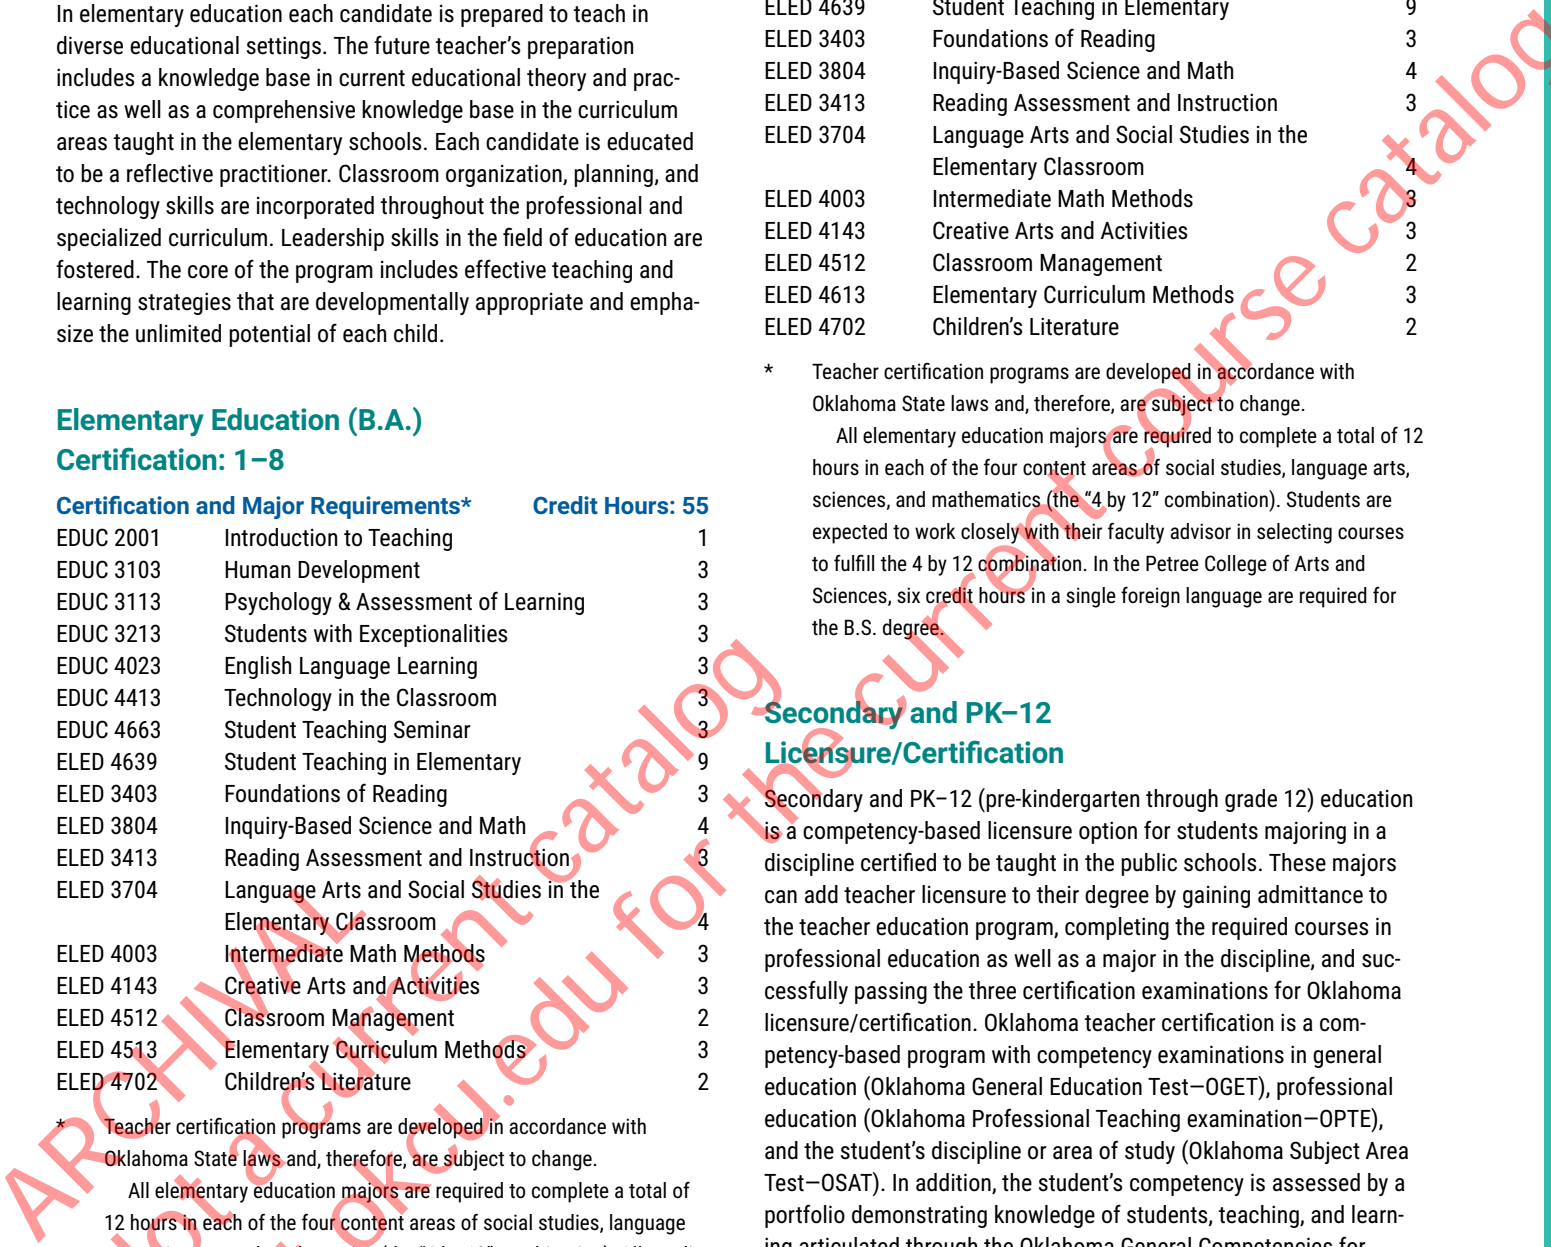 In elementary education each candidate is prepared to teach in
diverse educational settings. The future teacher’s preparation
includes a knowledge base in current educational theory and prac-
tice as well as a comprehensive knowledge base in the curriculum
areas taught in the elementary schools. Each candidate is educated
to be a reflective practitioner. Classroom organization, planning, and
technology skills are incorporated throughout the professional and
specialized curriculum. Leadership skills in the field of education are
fostered. The core of the program includes effective teaching and
learning strategies that are developmentally appropriate and empha-
size the unlimited potential of each child.
Elementary Education (B.A.)
Certification: 1–8
Certification and Major Requirements* Credit Hours: 55
EDUC 2001 Introduction to Teaching 1
EDUC 3103 Human Development 3
EDUC 3113 Psychology & Assessment of Learning 3
EDUC 3213 Students with Exceptionalities 3
EDUC 4023 English Language Learning 3
EDUC 4413 Technology in the Classroom 3
EDUC 4663 Student Teaching Seminar 3
ELED 4639 Student Teaching in Elementary 9
ELED 3403 Foundations of Reading 3
ELED 3804 Inquiry-Based Science and Math 4
ELED 3413 Reading Assessment and Instruction 3
ELED 3704 Language Arts and Social Studies in the
Elementary Classroom 4
ELED 4003 Intermediate Math Methods 3
ELED 4143 Creative Arts and Activities 3
ELED 4512 Classroom Management 2
ELED 4513 Elementary Curriculum Methods 3
ELED 4702 Children’s Literature 2
* Teacher certification programs are developed in accordance with
Oklahoma State laws and, therefore, are subject to change.
All elementary education majors are required to complete a total of
12 hours in each of the four content areas of social studies, language
ELED 4639 Student Teaching in Elementary 9
ELED 3403 Foundations of Reading 3
ELED 3804 Inquiry-Based Science and Math 4
ELED 3413 Reading Assessment and Instruction 3
ELED 3704 Language Arts and Social Studies in the
Elementary Classroom 4
ELED 4003 Intermediate Math Methods 3
ELED 4143 Creative Arts and Activities 3
ELED 4512 Classroom Management 2
ELED 4613 Elementary Curriculum Methods 3
ELED 4702 Children’s Literature 2
* Teacher certification programs are developed in accordance with
Oklahoma State laws and, therefore, are subject to change.
All elementary education majors are required to complete a total of 12
hours in each of the four content areas of social studies, language arts,
sciences, and mathematics (the “4 by 12” combination). Students are
expected to work closely with their faculty advisor in selecting courses
to fulfill the 4 by 12 combination. In the Petree College of Arts and
Sciences, six credit hours in a single foreign language are required for
the B.S. degree.
Secondary and PK–12
Licensure/Certification
Secondary and PK–12 (pre-kindergarten through grade 12) education
is a competency-based licensure option for students majoring in a
discipline certified to be taught in the public schools. These majors
can add teacher licensure to their degree by gaining admittance to
the teacher education program, completing the required courses in
professional education as well as a major in the discipline, and suc-
cessfully passing the three certification examinations for Oklahoma
licensure/certification. Oklahoma teacher certification is a com-
petency-based program with competency examinations in general
education (Oklahoma General Education Test—OGET), professional
education (Oklahoma Professional Teaching examination—OPTE),
and the student’s discipline or area of study (Oklahoma Subject Area
Test—OSAT). In addition, the student’s competency is assessed by a
portfolio demonstrating knowledge of students, teaching, and learn-
ing articulated through the Oklahoma General Competencies for
ARCHIVAL
not a current catalog
okcu.edu for the current course catalog